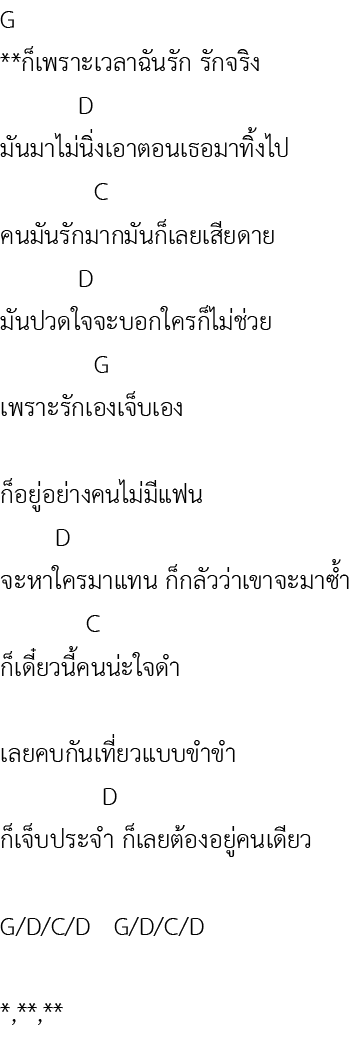 G
**ก็เพราะเวลาฉันรัก รักจริง
D
มันมาไม่นิ่งเอาตอนเธอมาทิ้งไป
C
คนมันรักมากมันก็เลยเสียดาย
D
มันปวดใจจะบอกใครก็ไม่ช่วย
G
เพราะรักเองเจ็บเอง
ก็อยู่อย่างคนไม่มีแฟน
D
จะหาใครมาแทน ก็กลัวว่าเขาจะมาซ้ำ
C
ก็เดี๋ยวนี้คนน่ะใจดำ
เลยคบกันเที่ยวแบบขำขำ
D
ก็เจ็บประจำ ก็เลยต้องอยู่คนเดียว
G/D/C/D G/D/C/D
*,**,**